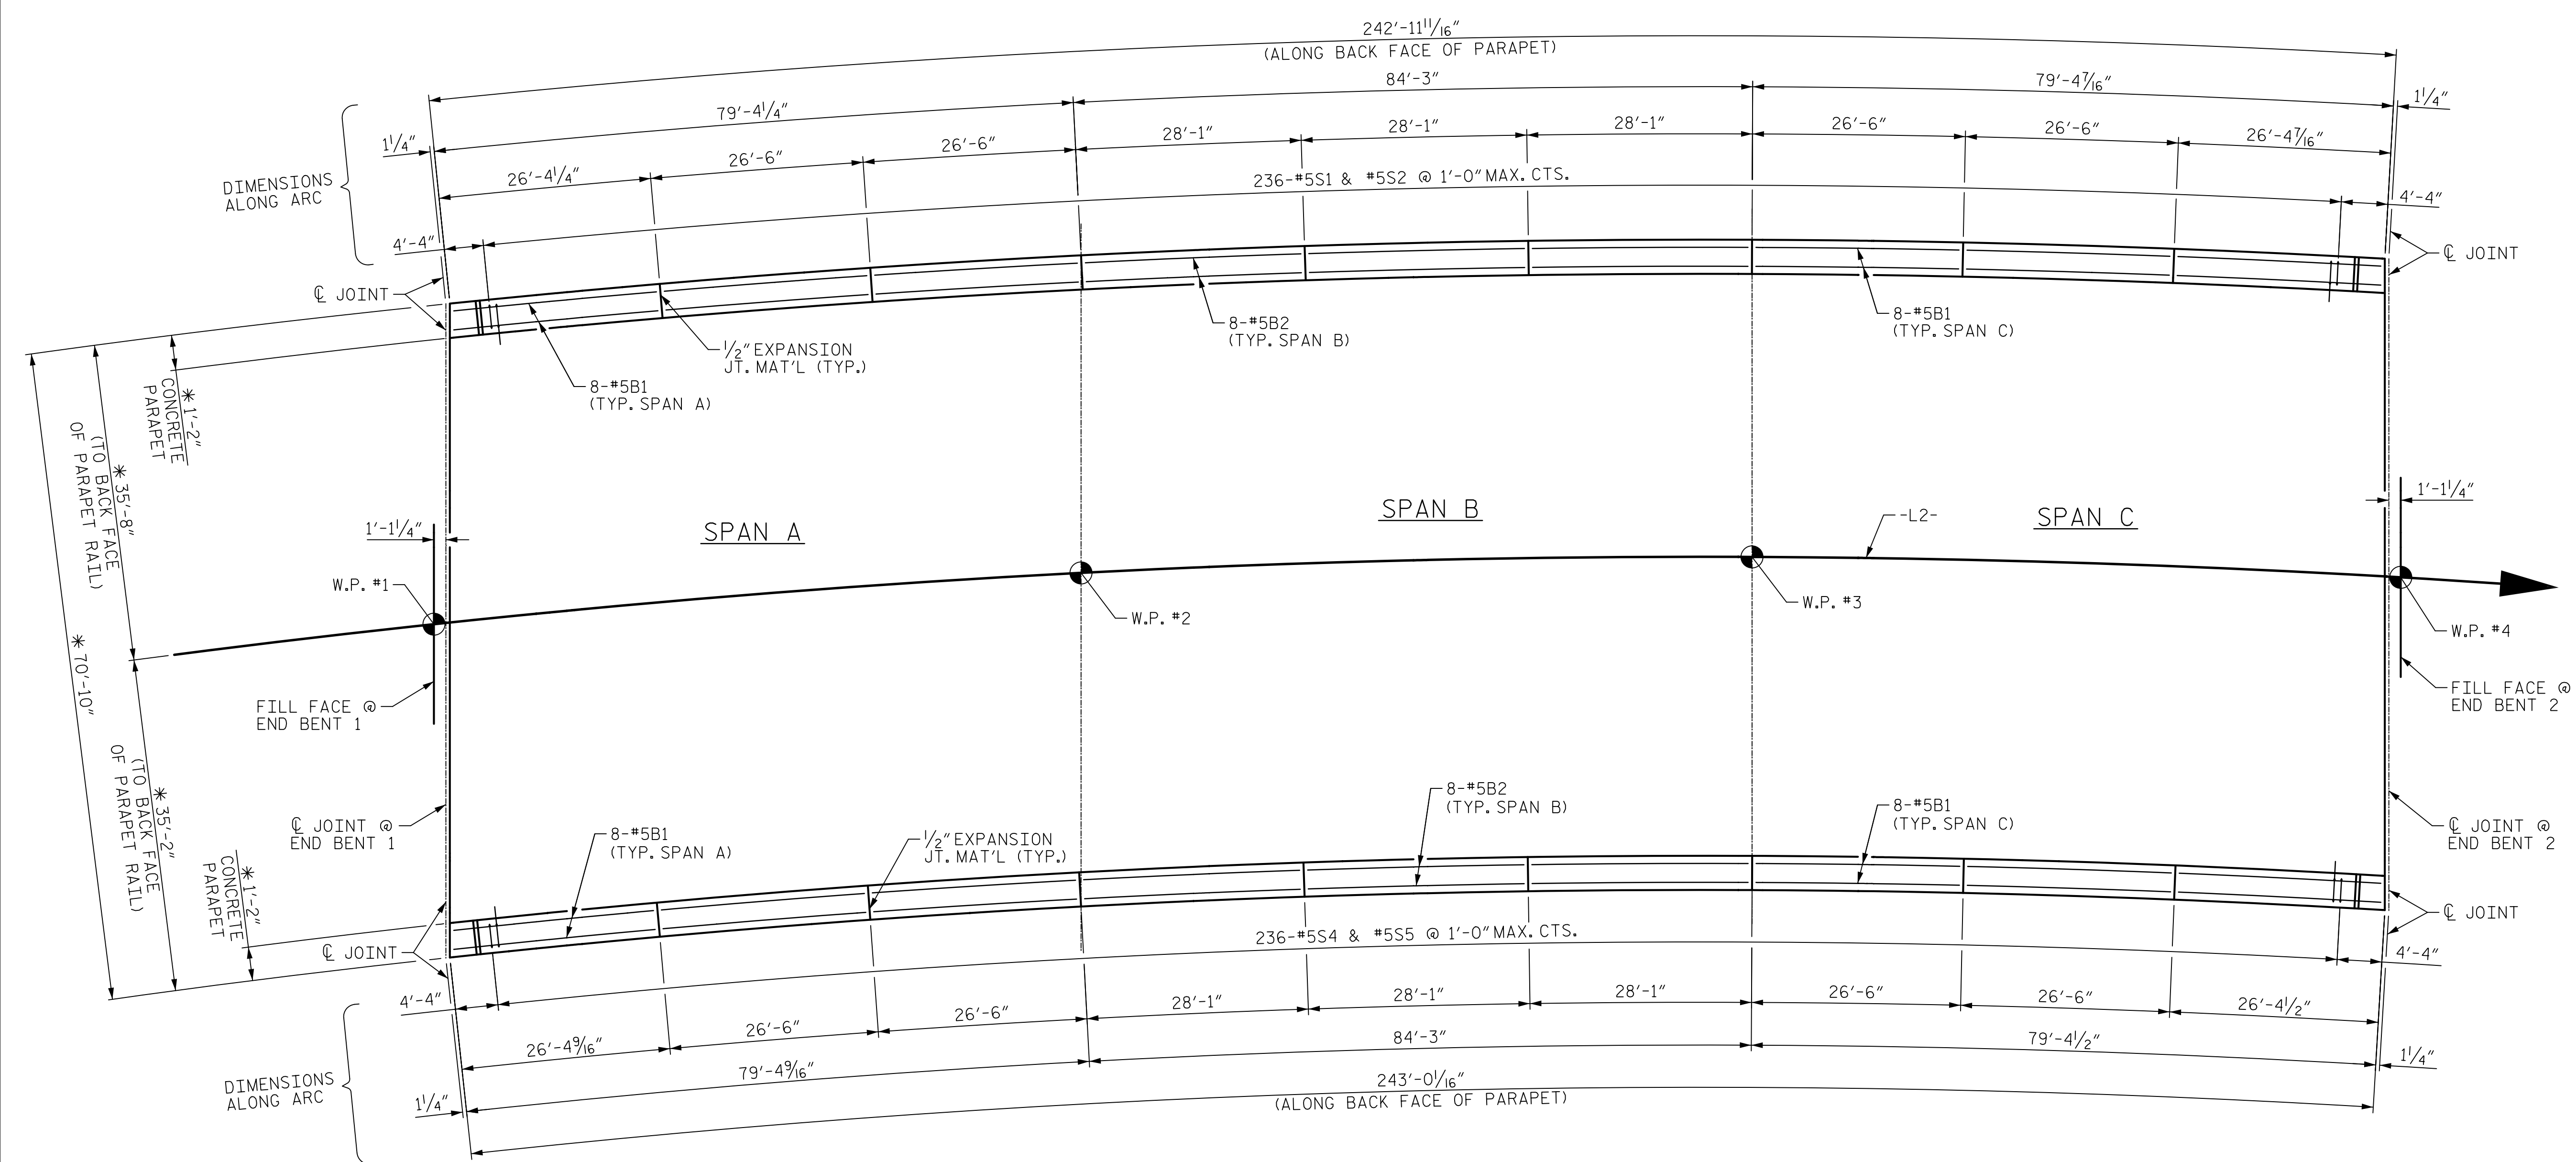 242'-11 11/16"
(ALONG BACK FACE OF PARAPET)
79'-4 1/4"
84'-3"
79'-4 7/16"
1 1/4"
1 1/4"
26'-4 1/4"
26'-6"
26'-6"
28'-1"
28'-1"
28'-1"
26'-6"
26'-6"
26'-4 7/16"
DIMENSIONS
ALONG ARC
236-#5S1 & #5S2 @ 1'-0" MAX. CTS.
4'-4"
4'-4"
℄ JOINT
℄ JOINT
8-#5B1
(TYP. SPAN A)
1/2" EXPANSION
JT. MAT'L (TYP.)
8-#5B2
(TYP. SPAN B)
8-#5B1
(TYP. SPAN C)
* 1'-2"
CONCRETE
PARAPET
* 35'-8"
(TO BACK FACE
OF PARAPET RAIL)
* 70'-10"
* 35'-2"
(TO BACK FACE
OF PARAPET RAIL)
* 1'-2"
CONCRETE
PARAPET
SPAN A
SPAN B
SPAN C
-L2-
1'-1 1/4"
1'-1 1/4"
W.P. #1
W.P. #2
W.P. #3
W.P. #4
FILL FACE @
END BENT 1
FILL FACE @
END BENT 2
℄ JOINT @
END BENT 1
℄ JOINT @
END BENT 2
8-#5B1
(TYP. SPAN A)
1/2" EXPANSION
JT. MAT'L (TYP.)
8-#5B2
(TYP. SPAN B)
8-#5B1
(TYP. SPAN C)
℄ JOINT
℄ JOINT
236-#5S4 & #5S5 @ 1'-0" MAX. CTS.
4'-4"
4'-4"
26'-4 9/16"
26'-6"
26'-6"
28'-1"
28'-1"
28'-1"
26'-6"
26'-6"
26'-4 1/2"
DIMENSIONS
ALONG ARC
79'-4 9/16"
84'-3"
79'-4 1/2"
1 1/4"
1 1/4"
243'-0 1/16"
(ALONG BACK FACE OF PARAPET)